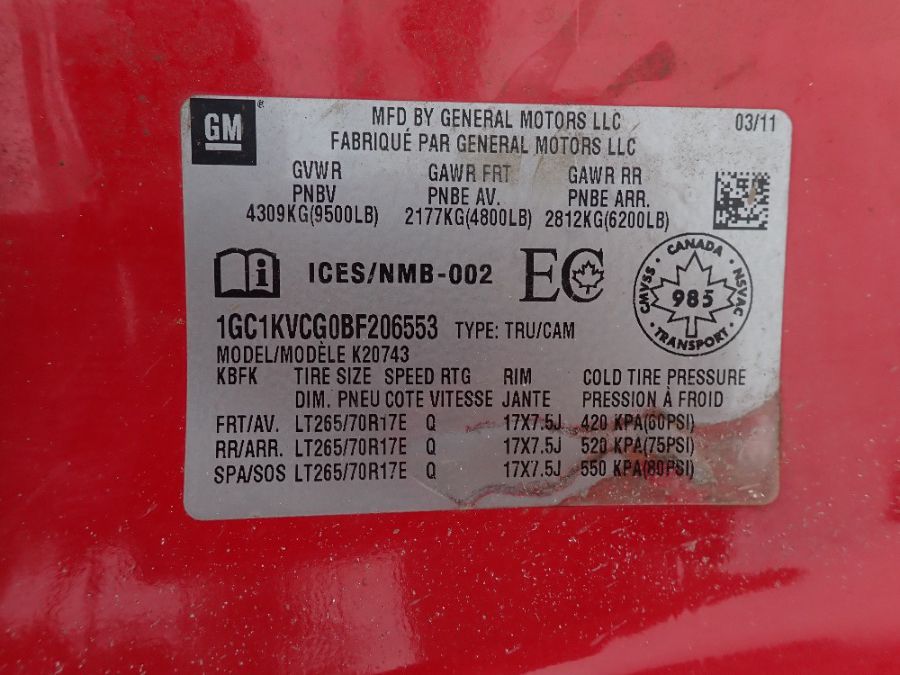 GM
MFD BY GENERAL MOTORS LLC 03/11
FABRIQUÉ PAR GENERAL MOTORS LLC
GVWR GAWR FRT GAWR RR
PNBV PNBE AV. PNBE ARR.
4309KG(9500LB) 2177KG(4800LB) 2812KG(6200LB)
i ICES/NMB-002 EC
CANADA
CMVSS NSVAC
985
TRANSPORT
1GC1KVCG0BF206553 TYPE: TRU/CAM
MODEL/MODÈLE K20743
KBFK TIRE SIZE SPEED RTG RIM COLD TIRE PRESSURE
DIM. PNEU COTE VITESSE JANTE PRESSION À FROID
FRT/AV. LT265/70R17E Q 17X7.5J 420 KPA(60PSI)
RR/ARR. LT265/70R17E Q 17X7.5J 520 KPA(75PSI)
SPA/SOS LT265/70R17E Q 17X7.5J 550 KPA(80PSI)